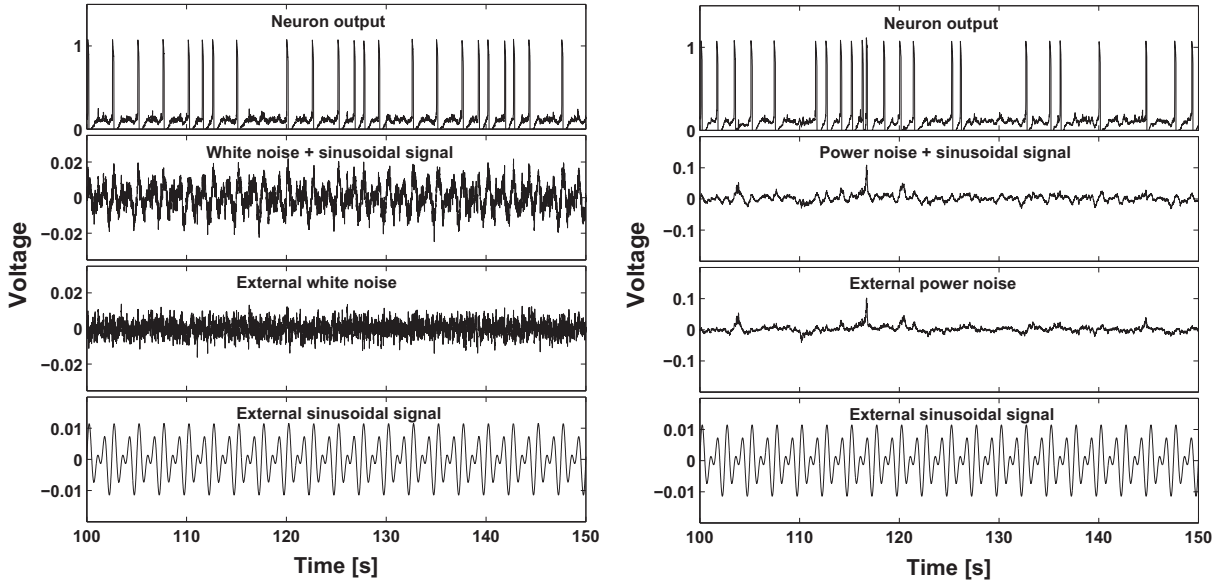 Neuron output
1
0
White noise + sinusoidal signal
0.02
0
−0.02
External white noise
0.02
0
−0.02
External sinusoidal signal
0.01
0
−0.01
100 110 120 130 140 150
Time [s]
Voltage
Neuron output
1
0
Power noise + sinusoidal signal
0.1
0
−0.1
External power noise
0.1
0
−0.1
External sinusoidal signal
0.01
0
−0.01
100 110 120 130 140 150
Time [s]
Voltage